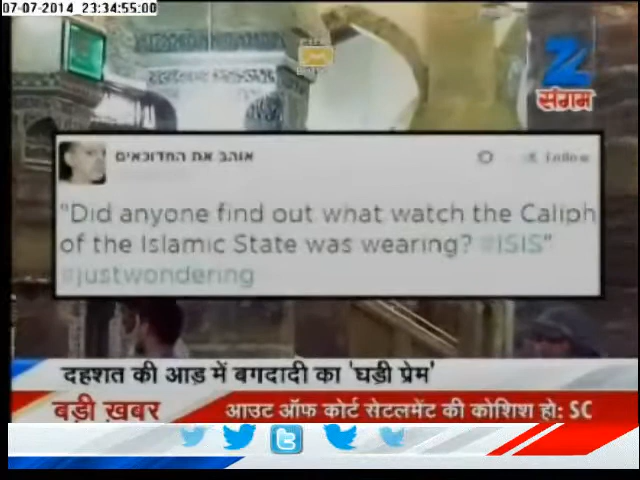 07-07-2014 23:34:55:00
संगम
אוהב את המדוכאים
Follow
"Did anyone find out what watch the Caliph
of the Islamic State was wearing? #ISIS"
#justwondering
दहशत की आड़ में बगदादी का 'घड़ी प्रेम'
बड़ी ख़बर
आउट ऑफ कोर्ट सेटलमेंट की कोशिश हो: SC